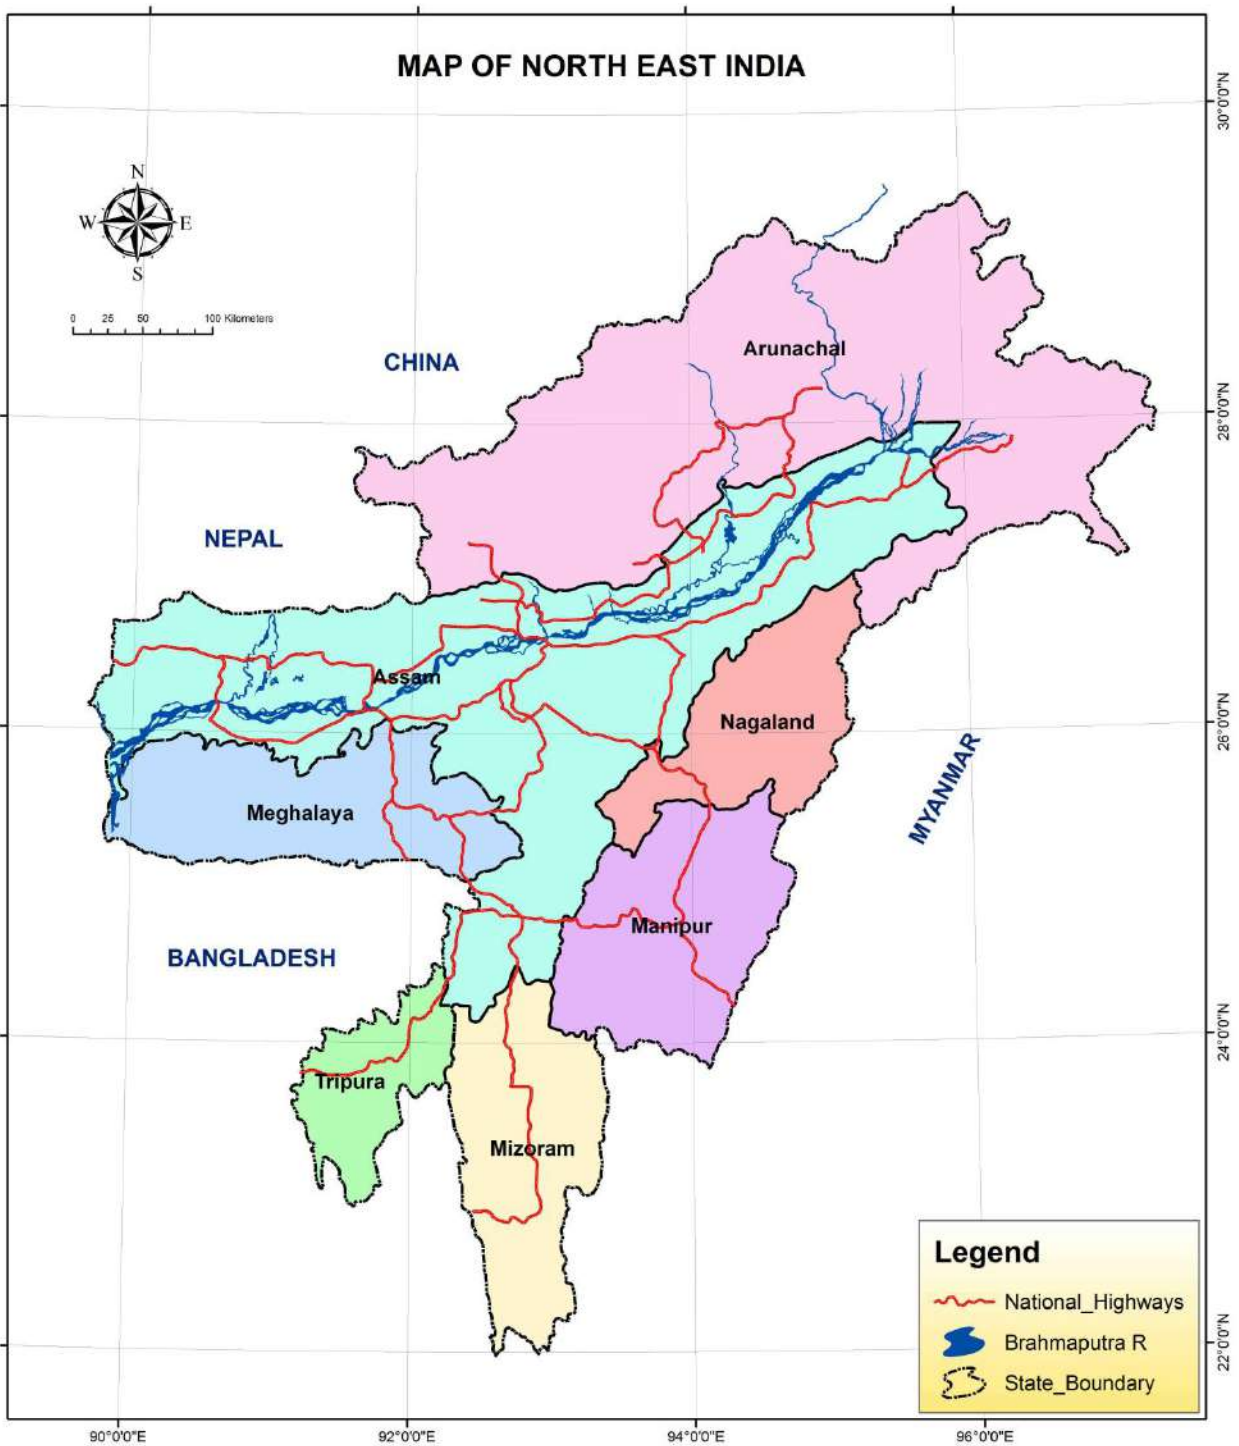 MAP OF NORTH EAST INDIA
30°0'0"N
N
W
E
S
0 25 50 100 Kilometers
Arunachal
CHINA
28°0'0"N
NEPAL
Assam
Nagaland
26°0'0"N
MYANMAR
Meghalaya
Manipur
BANGLADESH
24°0'0"N
Tripura
Mizoram
Legend
National_Highways
Brahmaputra R
State_Boundary
22°0'0"N
90°0'0"E
92°0'0"E
94°0'0"E
96°0'0"E